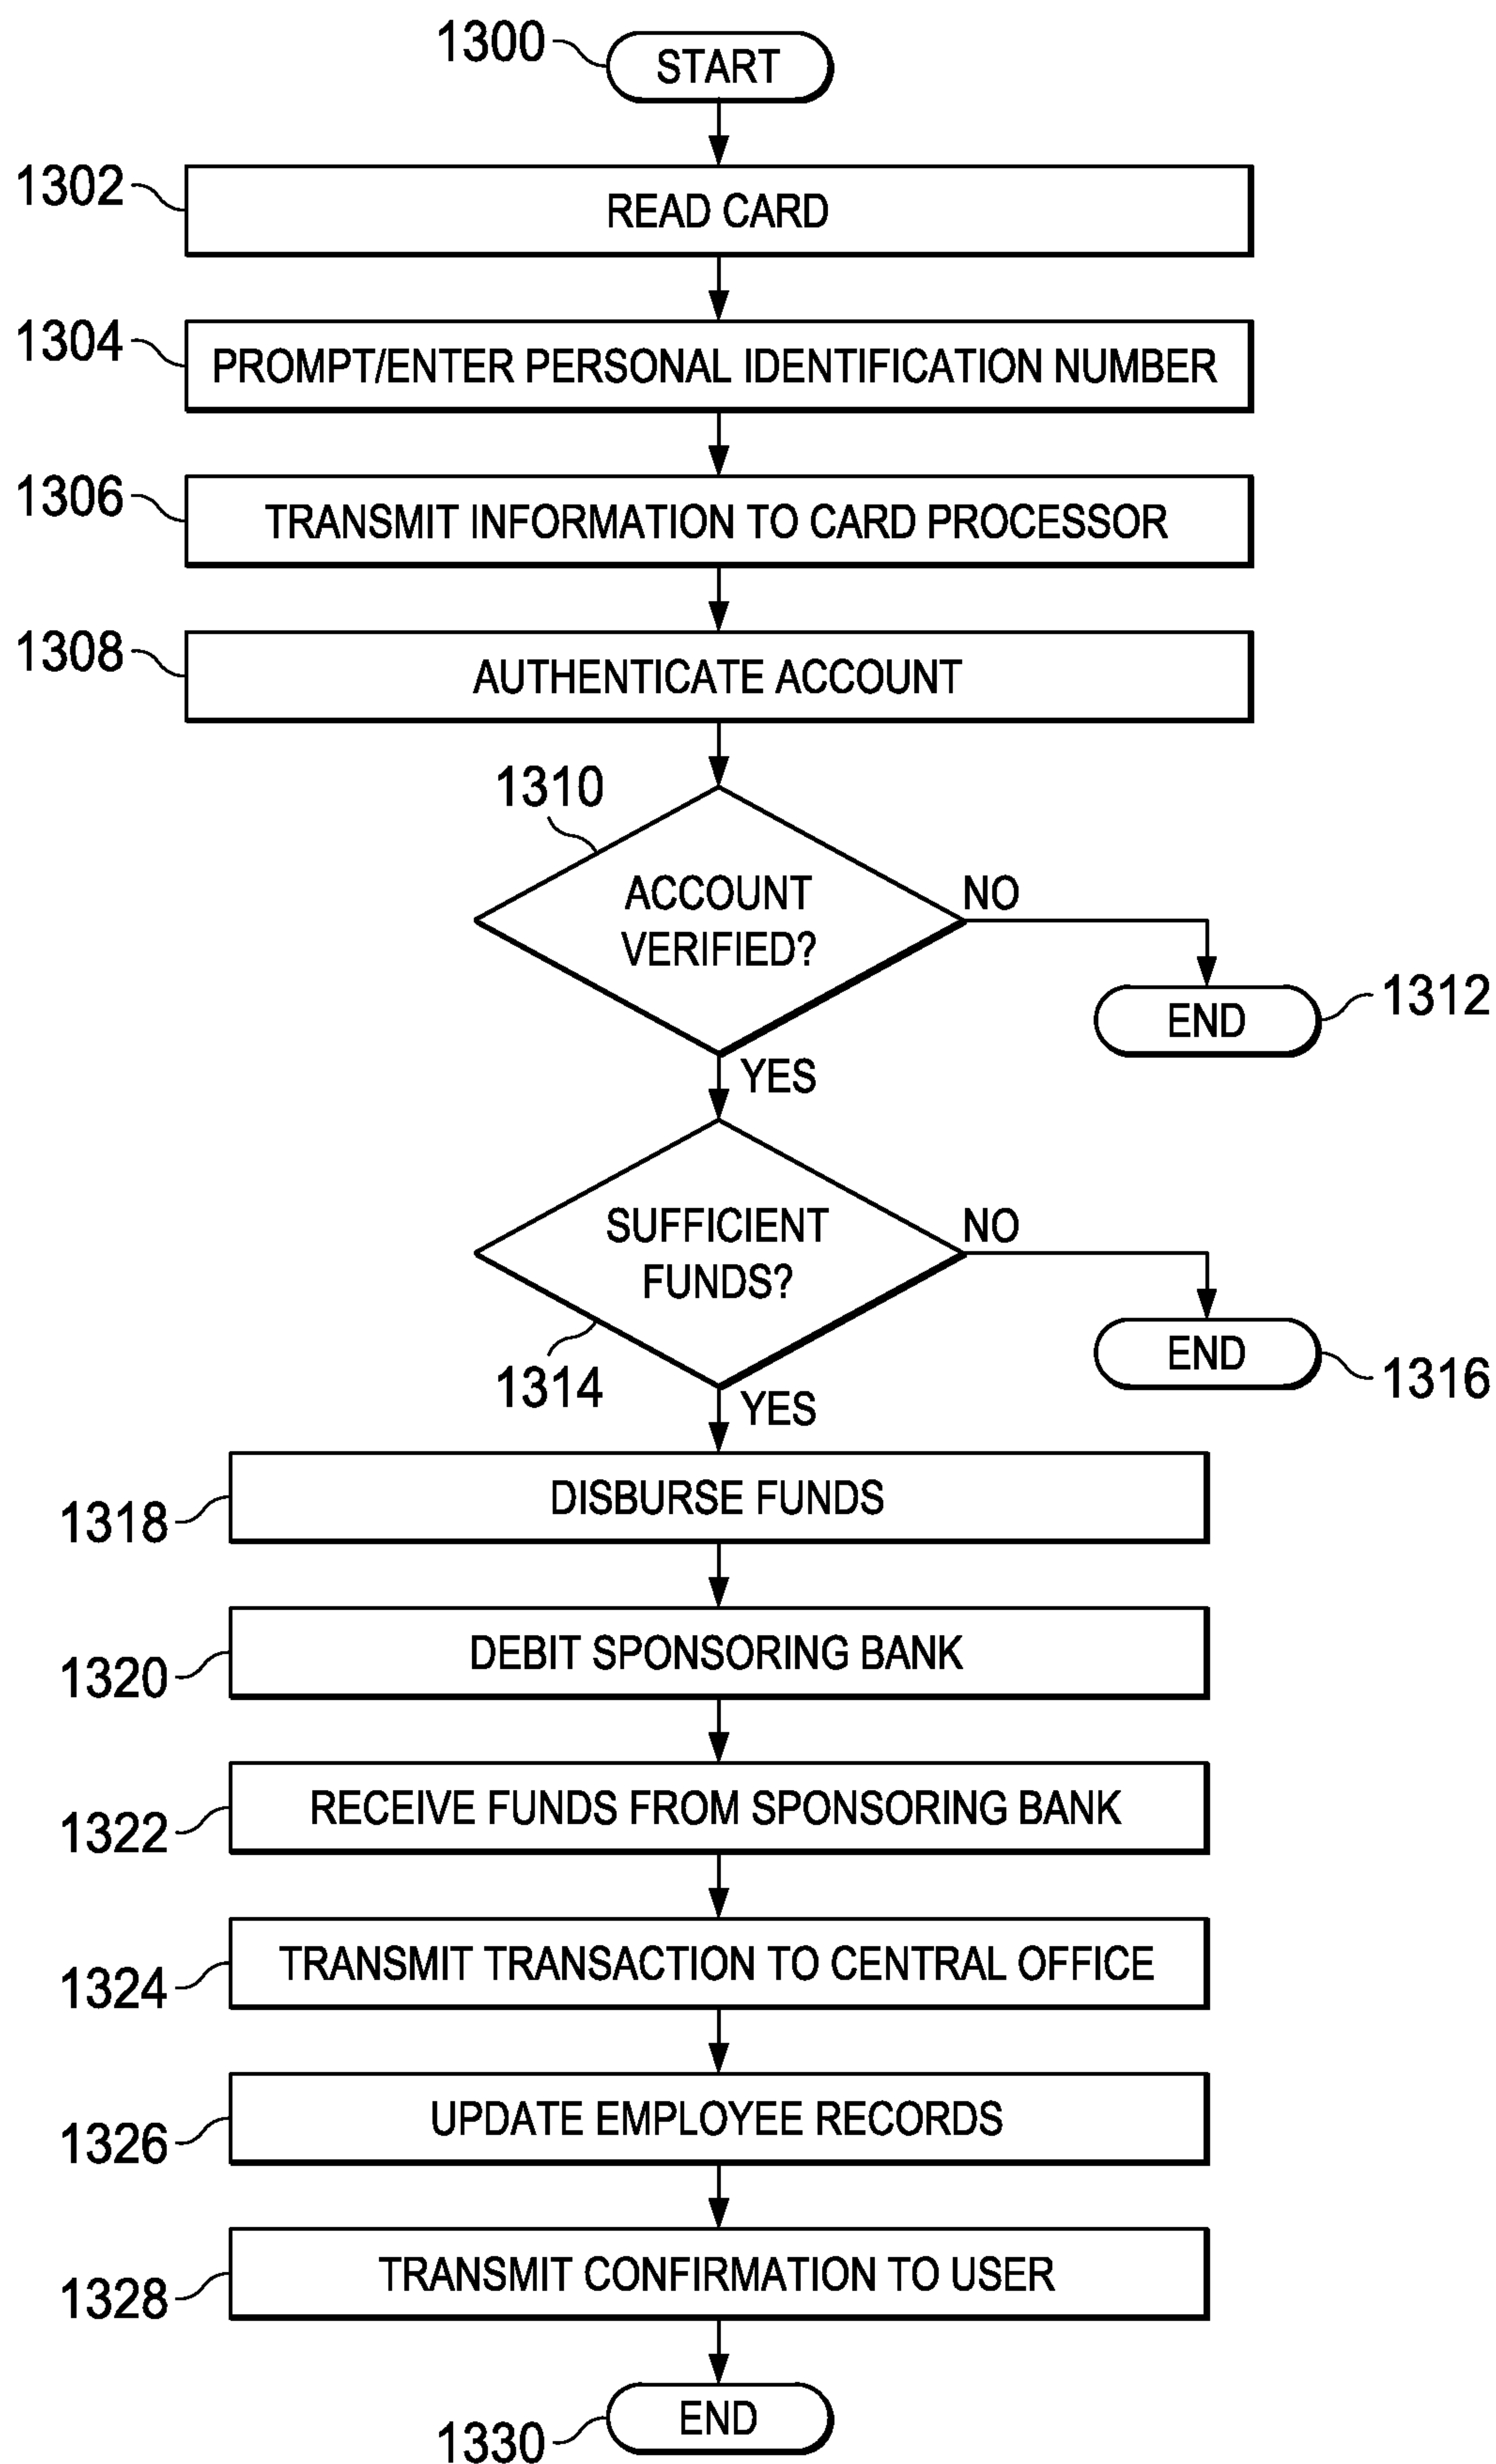 1300
START
1302
READ CARD
1304
PROMPT/ENTER PERSONAL IDENTIFICATION NUMBER
1306
TRANSMIT INFORMATION TO CARD PROCESSOR
1308
AUTHENTICATE ACCOUNT
1310
ACCOUNT
VERIFIED?
NO
END
1312
YES
SUFFICIENT
FUNDS?
NO
1314
END
1316
YES
DISBURSE FUNDS
1318
DEBIT SPONSORING BANK
1320
RECEIVE FUNDS FROM SPONSORING BANK
1322
TRANSMIT TRANSACTION TO CENTRAL OFFICE
1324
UPDATE EMPLOYEE RECORDS
1326
TRANSMIT CONFIRMATION TO USER
1328
END
1330